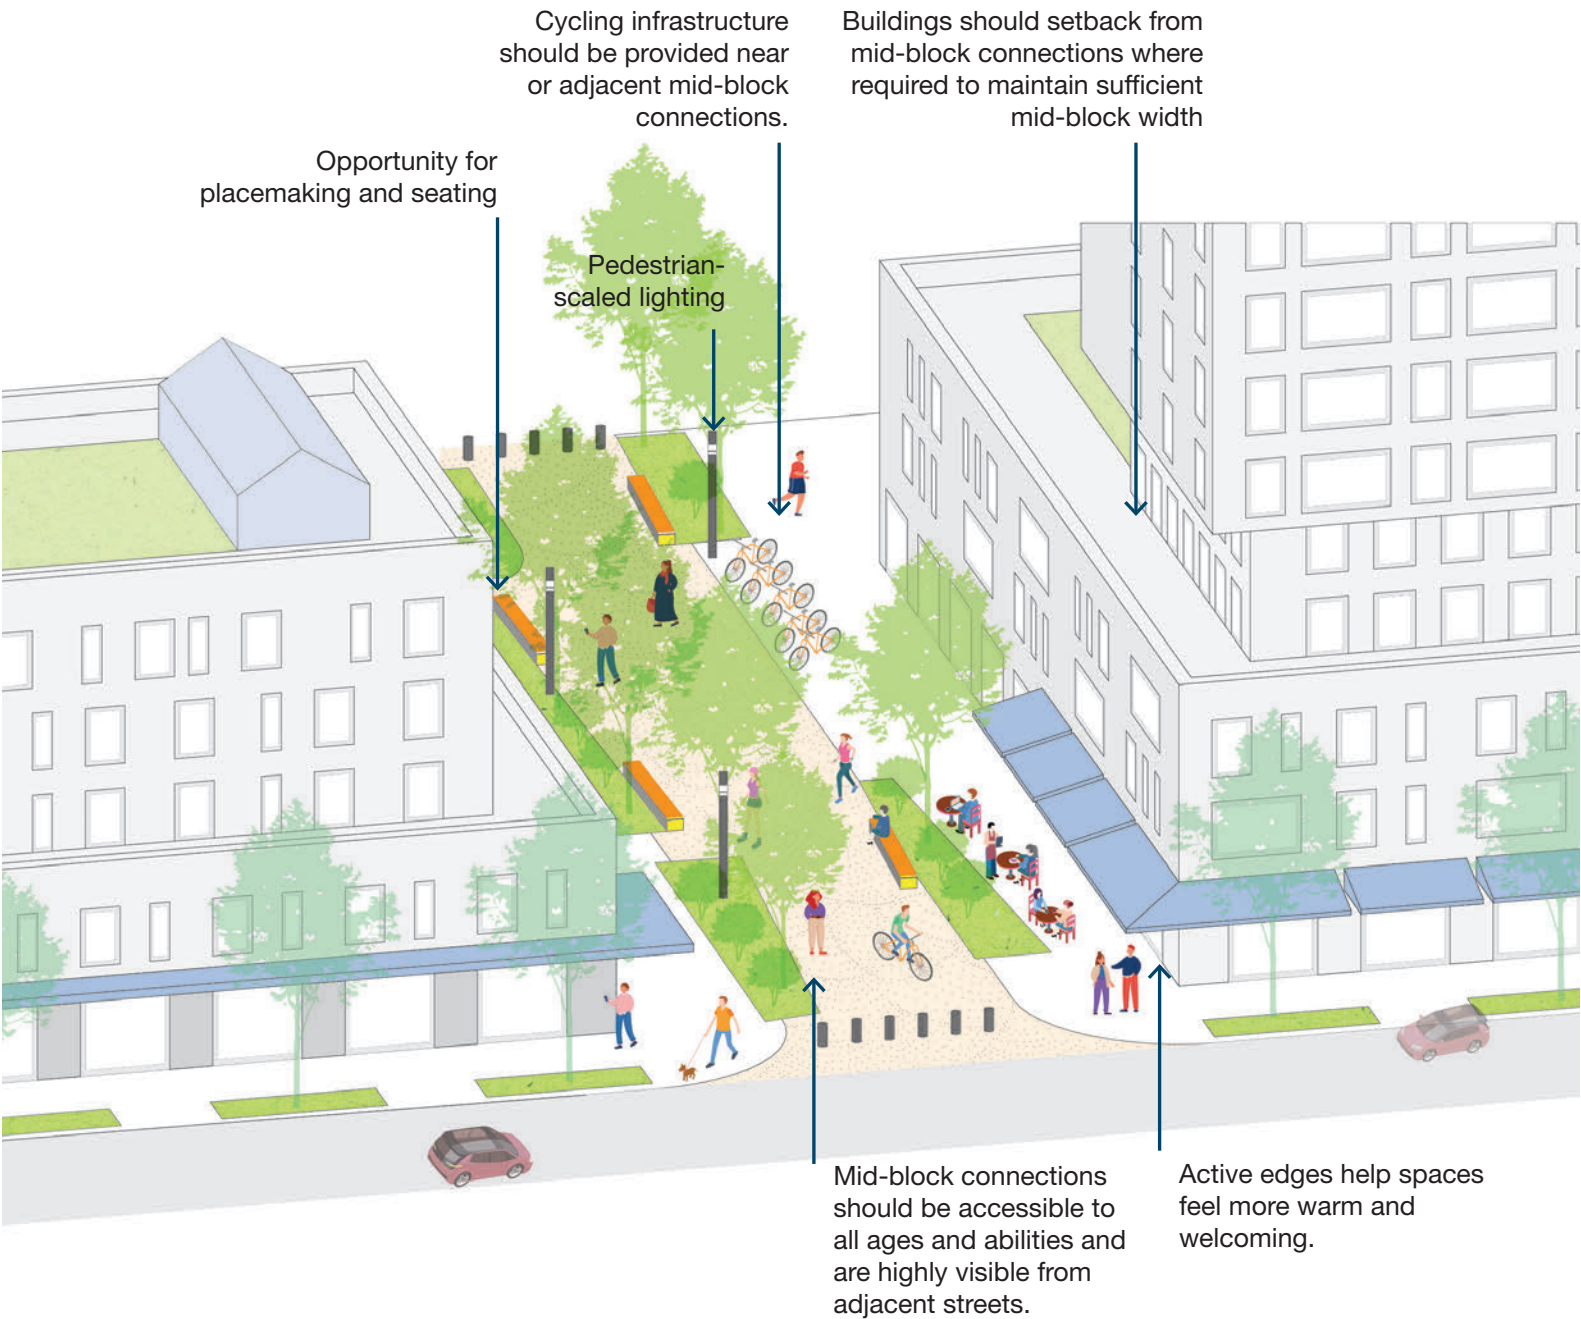 Cycling infrastructure
should be provided near
or adjacent mid-block
connections.
Buildings should setback from
mid-block connections where
required to maintain sufficient
mid-block width
Opportunity for
placemaking and seating
Pedestrian-
scaled lighting
Mid-block connections
should be accessible to
all ages and abilities and
are highly visible from
adjacent streets.
Active edges help spaces
feel more warm and
welcoming.